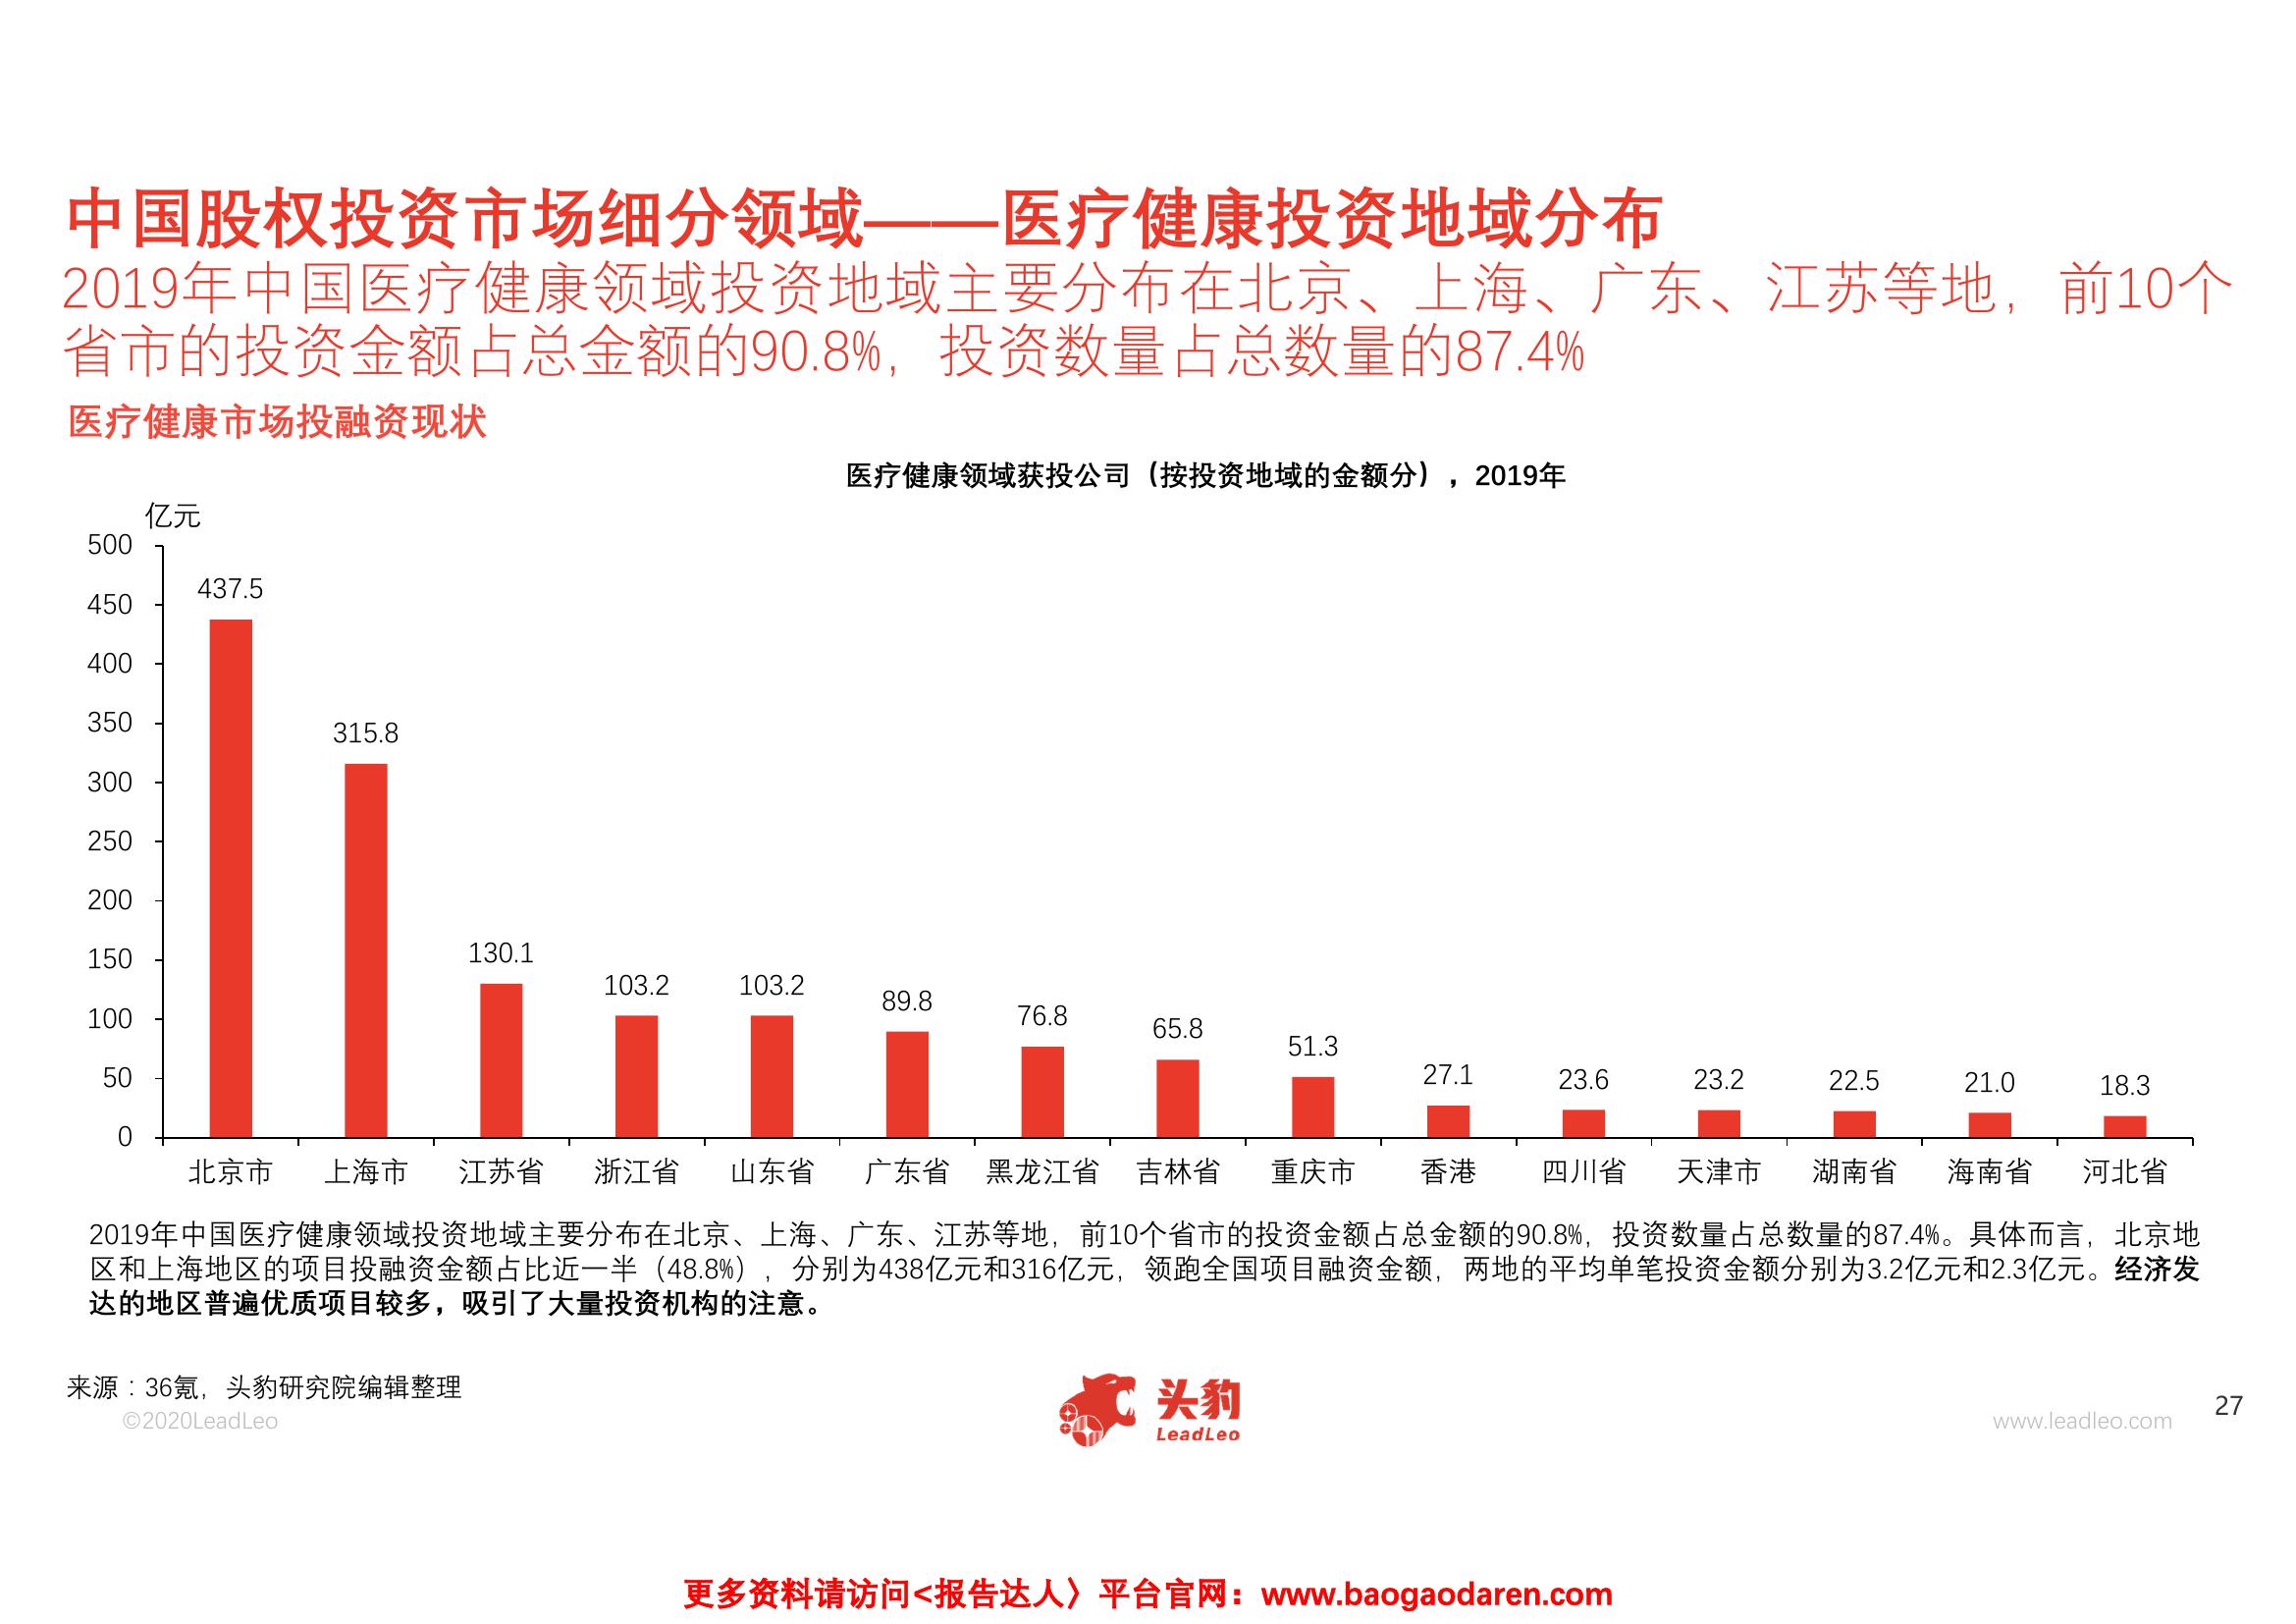 中国股权投资市场细分领域——医疗健康投资地域分布
2019年中国医疗健康领域投资地域主要分布在北京、上海、广东、江苏等地，前10个
省市的投资金额占总金额的90.8%，投资数量占总数量的87.4%
医疗健康市场投融资现状
医疗健康领域获投公司（按投资地域的金额分），2019年
亿元
500
450
400
350
300
250
200
150
100
50
0
437.5
315.8
130.1
103.2
103.2
89.8
76.8
65.8
51.3
27.1
23.6
23.2
22.5
21.0
18.3
北京市
上海市
江苏省
浙江省
山东省
广东省
黑龙江省
吉林省
重庆市
香港
四川省
天津市
湖南省
海南省
河北省
2019年中国医疗健康领域投资地域主要分布在北京、上海、广东、江苏等地，前10个省市的投资金额占总金额的90.8%，投资数量占总数量的87.4%。具体而言，北京地
区和上海地区的项目投融资金额占比近一半（48.8%），分别为438亿元和316亿元，领跑全国项目融资金额，两地的平均单笔投资金额分别为3.2亿元和2.3亿元。经济发
达的地区普遍优质项目较多，吸引了大量投资机构的注意。
来源：36氪，头豹研究院编辑整理
©2020LeadLeo
头豹
LeadLeo
www.leadleo.com
27
更多资料请访问<报告达人〉平台官网：www.baogaodaren.com